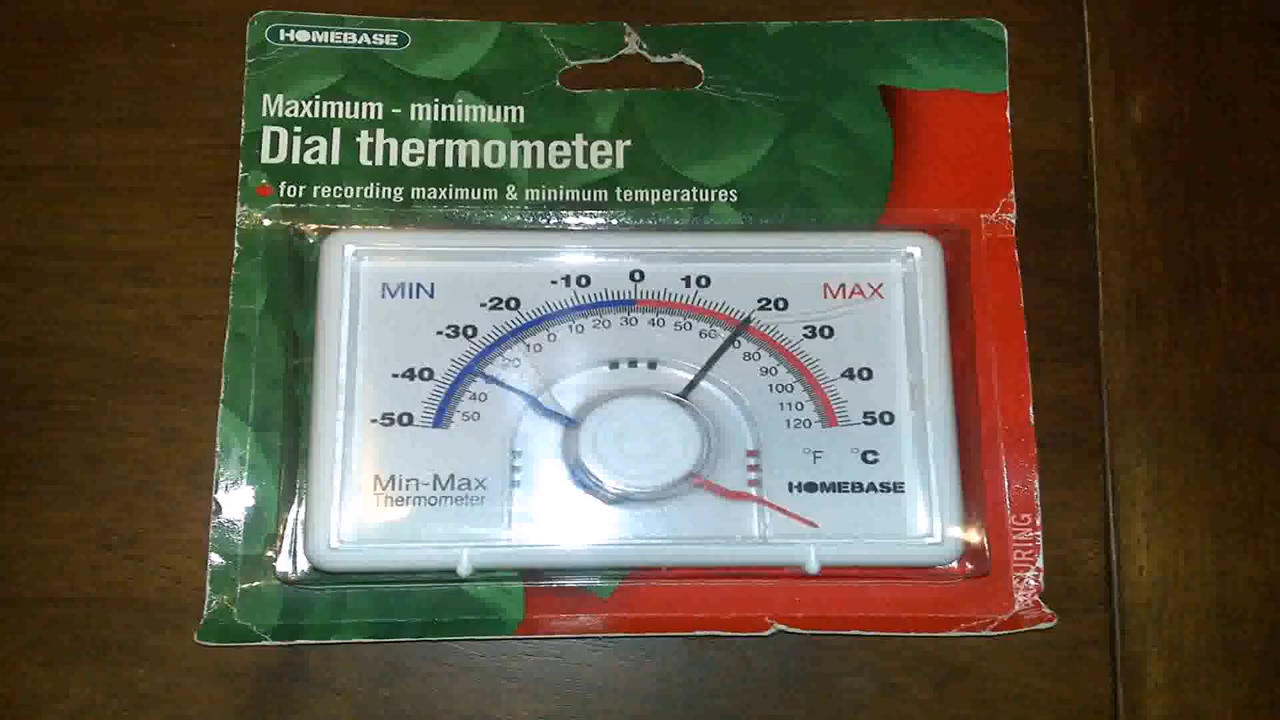 HOMEBASE
Maximum - minimum
Dial thermometer
for recording maximum & minimum temperatures
MIN
MAX
-50 -40 -30 -20 -10 0 10 20 30 40 50
50 40 20 10 0 10 20 30 40 50 60 80 90 100 110 120
°F °C
Min-Max
Thermometer
HOMEBASE